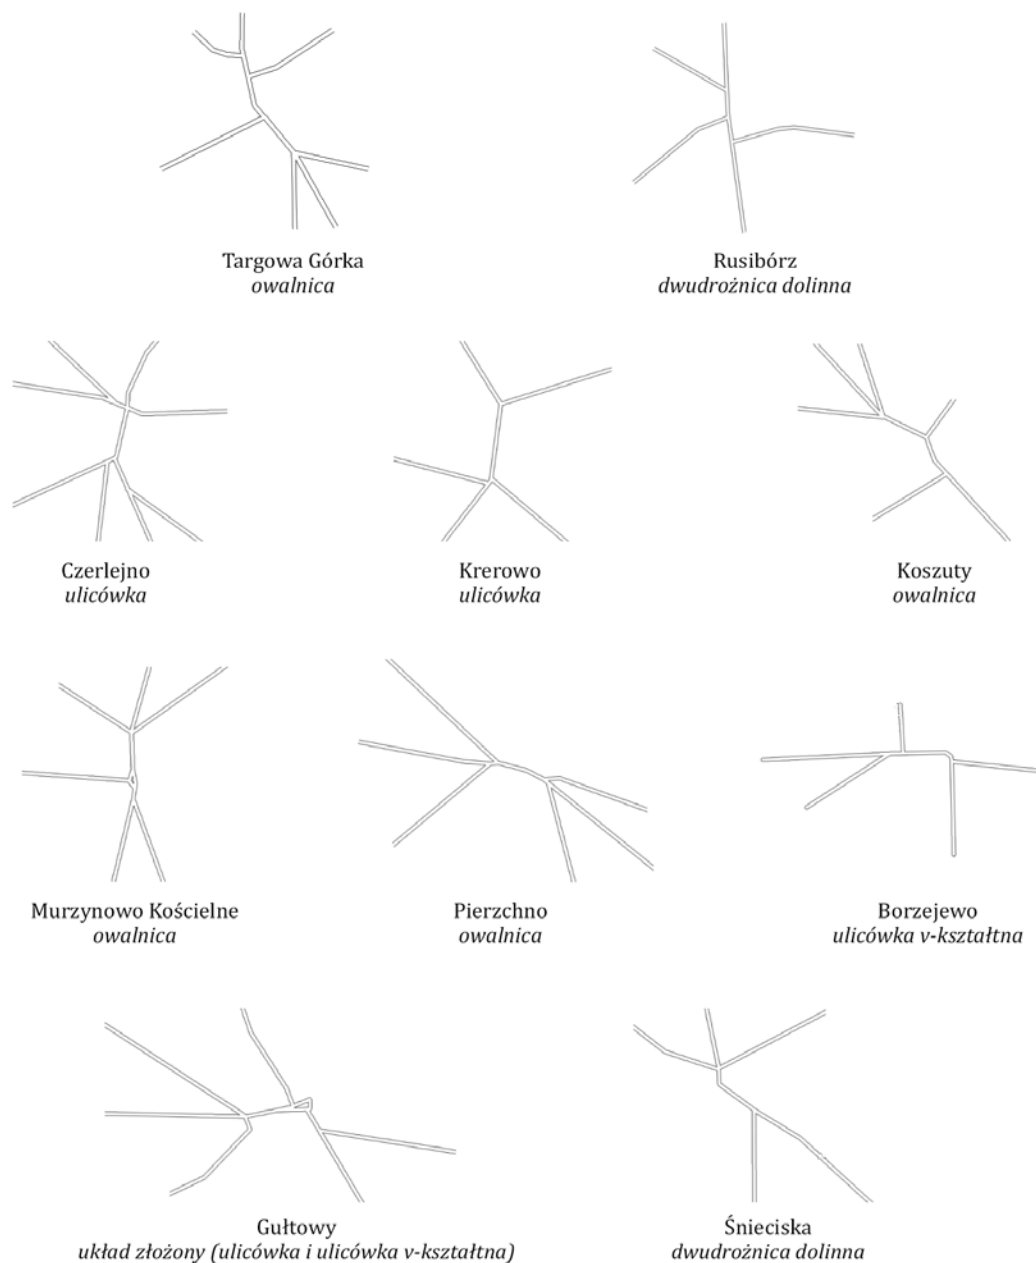 Targowa Górka
owalnica
Rusibórz
dwudrożnica dolinna
Czerlejno
ulicówka
Krerowo
ulicówka
Koszuty
owalnica
Murzynowo Kościelne
owalnica
Pierzchno
owalnica
Borzejewo
ulicówka v-kształtna
Gułtowy
układ złożony (ulicówka i ulicówka v-kształtna)
Śnieciska
dwudrożnica dolinna